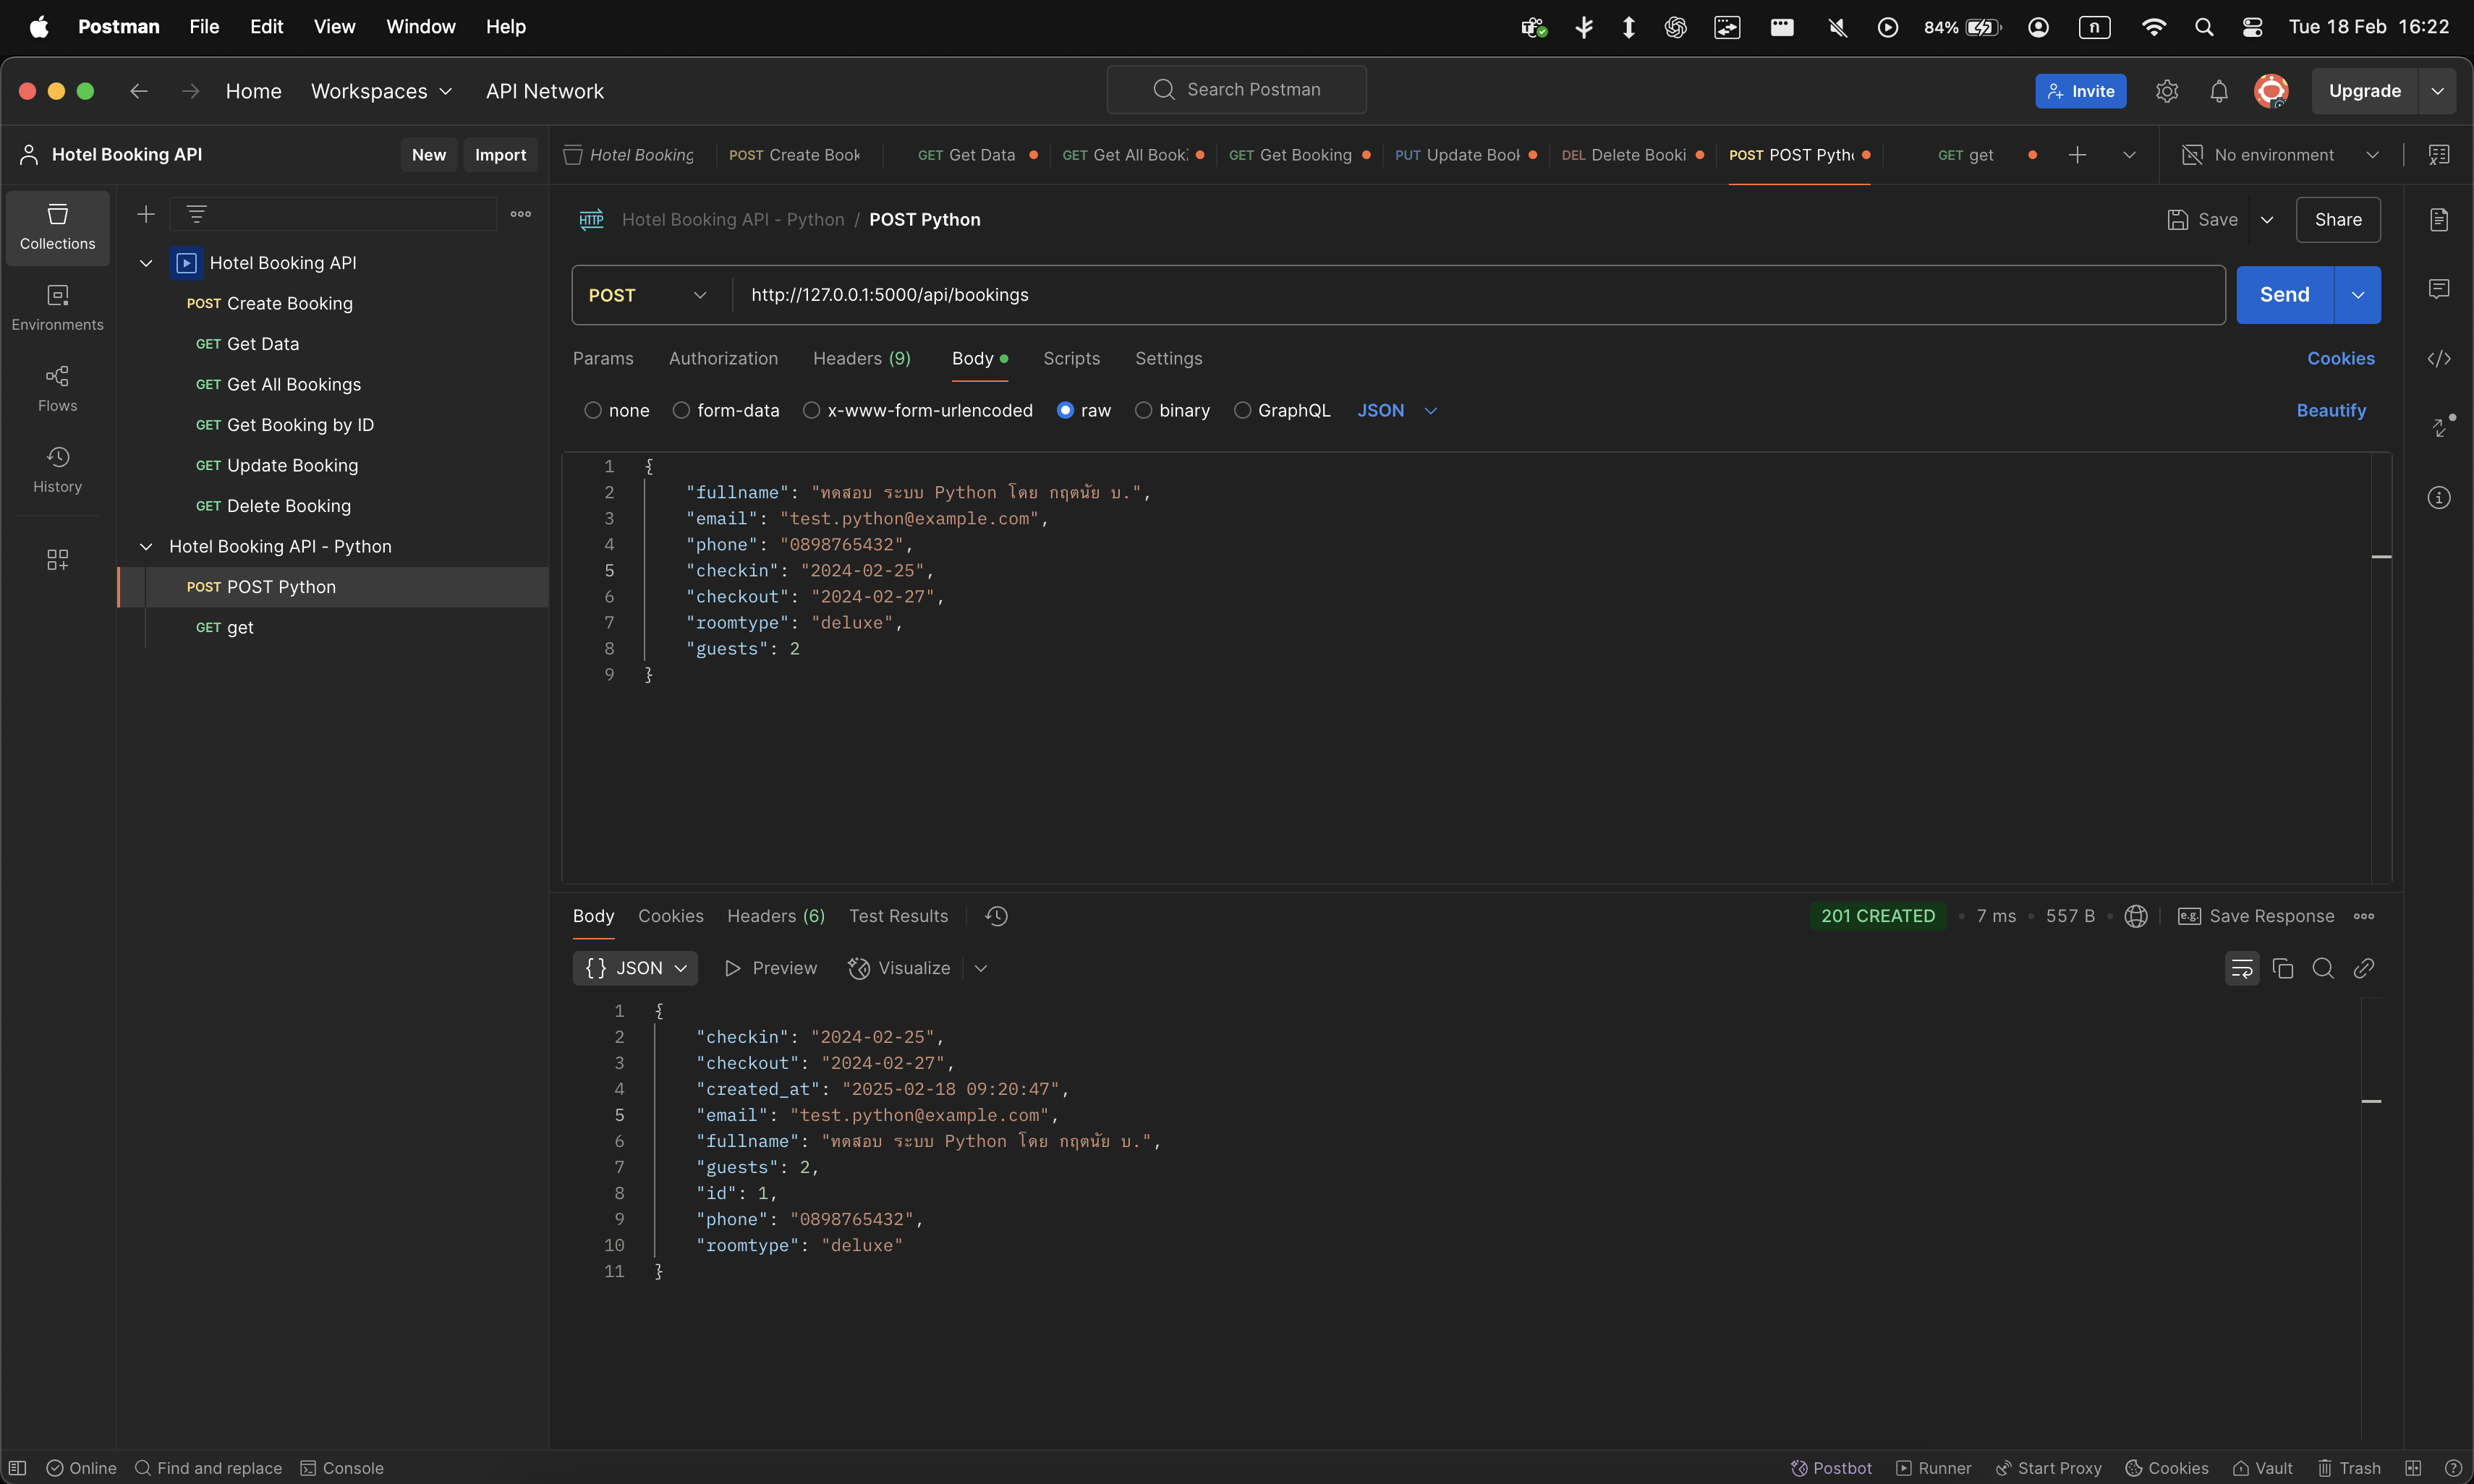 Postman File Edit View Window Help 84% ก Tue 18 Feb 16:22
Home Workspaces API Network Search Postman Invite Upgrade
Hotel Booking API New Import
Hotel Booking POST Create Book GET Get Data GET Get All Book GET Get Booking PUT Update Book DEL Delete Booki POST POST Pyth GET get No environment
Collections
Environments
Flows
History
Hotel Booking API
POST Create Booking
GET Get Data
GET Get All Bookings
GET Get Booking by ID
GET Update Booking
GET Delete Booking
Hotel Booking API - Python
POST POST Python
GET get
HTTP Hotel Booking API - Python / POST Python Save Share
POST http://127.0.0.1:5000/api/bookings Send
Params Authorization Headers (9) Body Scripts Settings Cookies
none form-data x-www-form-urlencoded raw binary GraphQL JSON Beautify
1 {
2 "fullname": "ทดสอบ ระบบ Python โดย กฤตนัย บ.",
3 "email": "test.python@example.com",
4 "phone": "0898765432",
5 "checkin": "2024-02-25",
6 "checkout": "2024-02-27",
7 "roomtype": "deluxe",
8 "guests": 2
9 }
Body Cookies Headers (6) Test Results 201 CREATED 7 ms 557 B e.g. Save Response
{} JSON Preview Visualize
1 {
2 "checkin": "2024-02-25",
3 "checkout": "2024-02-27",
4 "created_at": "2025-02-18 09:20:47",
5 "email": "test.python@example.com",
6 "fullname": "ทดสอบ ระบบ Python โดย กฤตนัย บ.",
7 "guests": 2,
8 "id": 1,
9 "phone": "0898765432",
10 "roomtype": "deluxe"
11 }
Online Find and replace Console Postbot Runner Start Proxy Cookies Vault Trash